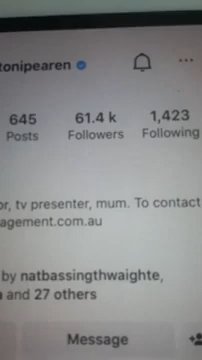 tonipearen
645 61.4 k 1,423
Posts Followers Following
or, tv presenter, mum. To contact
agement.com.au
by natbassingthwaighte,
and 27 others
Message